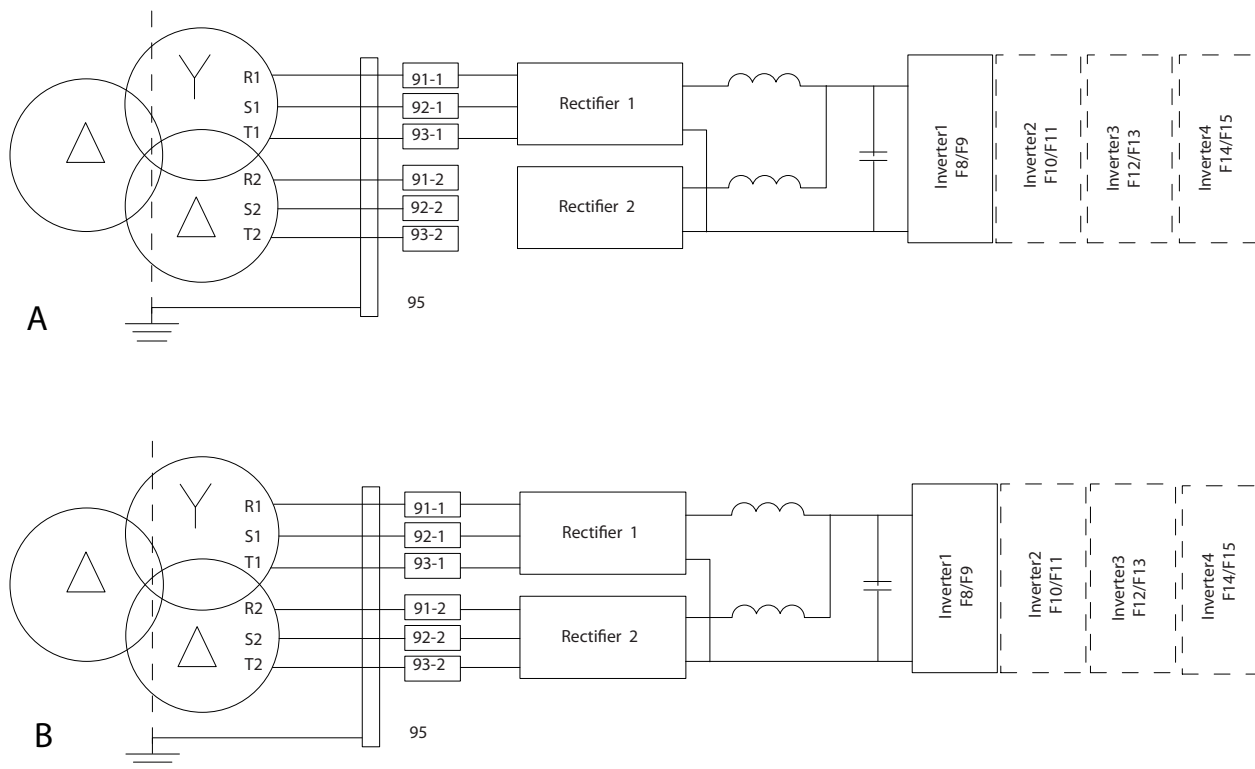 R1
91-1
S1
92-1
Rectifier 1
T1
93-1
R2
91-2
S2
92-2
Rectifier 2
T2
93-2
Inverter1
F8/F9
Inverter2
F10/F11
Inverter3
F12/F13
Inverter4
F14/F15
95
A
R1
91-1
S1
92-1
Rectifier 1
T1
93-1
R2
91-2
S2
92-2
Rectifier 2
T2
93-2
Inverter1
F8/F9
Inverter2
F10/F11
Inverter3
F12/F13
Inverter4
F14/F15
95
B